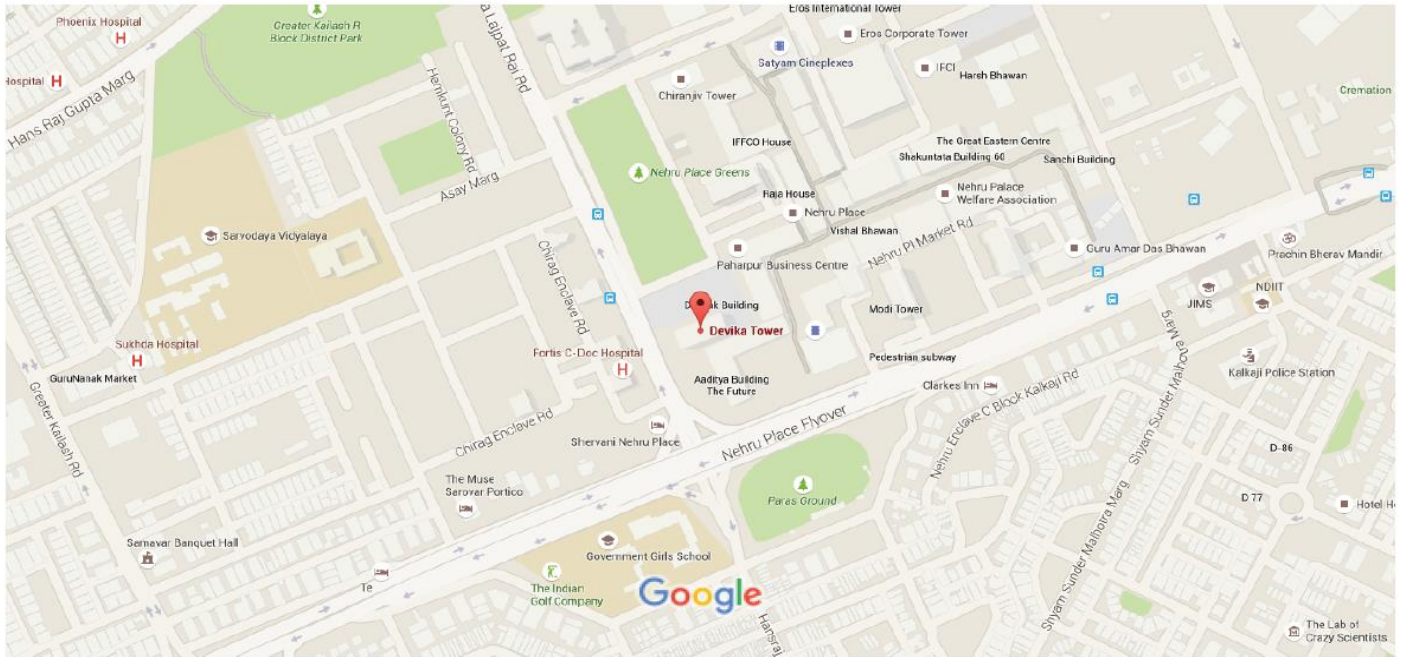 Eros International Tower
Phoenix Hospital
Greater Kailash R
Block District Park
Lajpat Rai Rd
Eros Corporate Tower
Satyam Cineplexes
IFCI
Harsh Bhawan
Hospital
Hans Raj Gupta Marg
Hemkunt Colony Rd
Chiranjiv Tower
Cremation
IFFCO House
The Great Eastern Centre
Shakuntata Building 60
Sanchi Building
Nehru Place Greens
Asay Marg
Raja House
Nehru Palace
Welfare Association
Nehru Place
Vishal Bhawan
Nehru Pl Market Rd
Sarvodaya Vidyalaya
Chirag Enclave Rd
Paharpur Business Centre
Guru Amar Das Bhawan
Prachin Bherav Mandir
NDIIT
JIMS
Building
Devika Tower
Modi Tower
Sukhda Hospital
Fortis C-Doc Hospital
Pedestrian subway
GuruNanak Market
Kalkaji Police Station
Aaditya Building
The Future
Clarkes Inn
Greater Kailash Rd
Chirag Enclave Rd
Nehru Place Flyover
Nehru Enclave C Block Kalkaji Rd
Shyam Sunder Malhotra Marg
Shervani Nehru Place
D-86
The Muse
Sarovar Portico
Paras Ground
D 77
Hotel
Samavar Banquet Hall
Government Girls School
Te
The Indian
Golf Company
Google
Hansraj
Shyam Sunder Malhotra Marg
The Lab of
Crazy Scientists